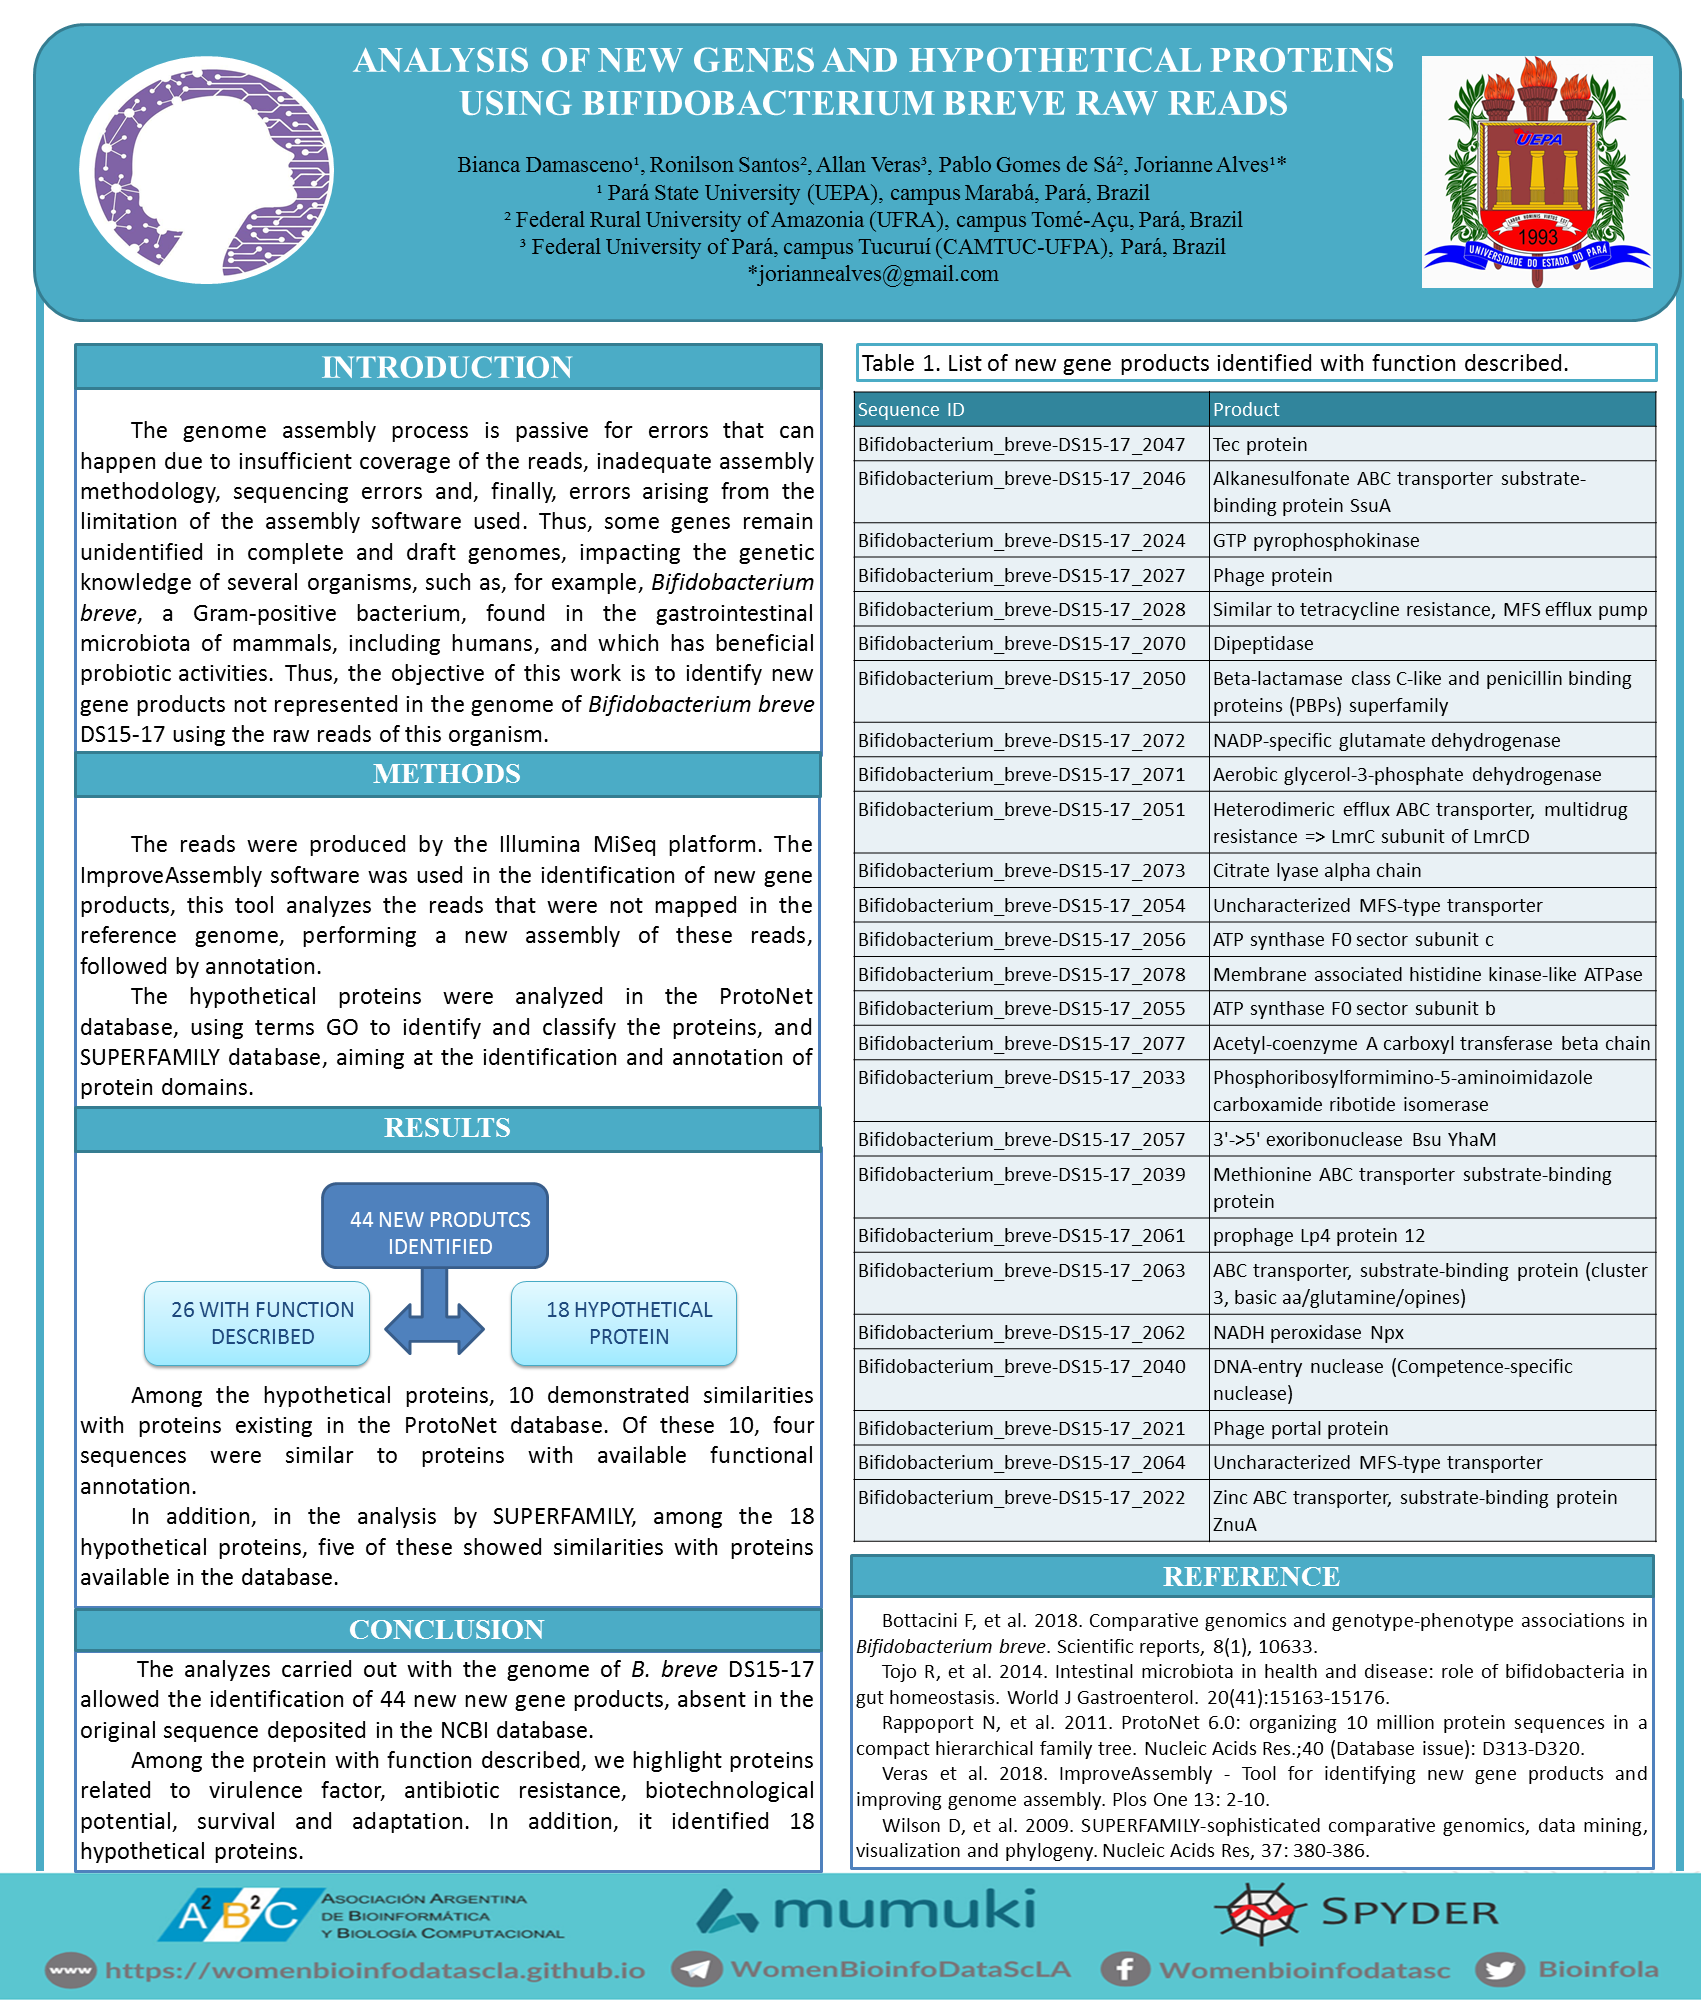 ANALYSIS OF NEW GENES AND HYPOTHETICAL PROTEINS
USING BIFIDOBACTERIUM BREVE RAW READS
Bianca Damasceno¹, Ronilson Santos², Allan Veras³, Pablo Gomes de Sá², Jorianne Alves¹*
¹ Pará State University (UEPA), campus Marabá, Pará, Brazil
² Federal Rural University of Amazonia (UFRA), campus Tomé-Açu, Pará, Brazil
³ Federal University of Pará, campus Tucuruí (CAMTUC-UFPA), Pará, Brazil
*joriannealves@gmail.com
UEPA
LABOR HOMINIS VIRTUS EST
1993
UNIVERSIDADE DO ESTADO DO PARÁ
INTRODUCTION
The genome assembly process is passive for errors that can
happen due to insufficient coverage of the reads, inadequate assembly
methodology, sequencing errors and, finally, errors arising from the
limitation of the assembly software used. Thus, some genes remain
unidentified in complete and draft genomes, impacting the genetic
knowledge of several organisms, such as, for example, Bifidobacterium
breve, a Gram-positive bacterium, found in the gastrointestinal
microbiota of mammals, including humans, and which has beneficial
probiotic activities. Thus, the objective of this work is to identify new
gene products not represented in the genome of Bifidobacterium breve
DS15-17 using the raw reads of this organism.
METHODS
The reads were produced by the Illumina MiSeq platform. The
ImproveAssembly software was used in the identification of new gene
products, this tool analyzes the reads that were not mapped in the
reference genome, performing a new assembly of these reads,
followed by annotation.
The hypothetical proteins were analyzed in the ProtoNet
database, using terms GO to identify and classify the proteins, and
SUPERFAMILY database, aiming at the identification and annotation of
protein domains.
RESULTS
44 NEW PRODUTCS
IDENTIFIED
26 WITH FUNCTION
DESCRIBED
18 HYPOTHETICAL
PROTEIN
Among the hypothetical proteins, 10 demonstrated similarities
with proteins existing in the ProtoNet database. Of these 10, four
sequences were similar to proteins with available functional
annotation.
In addition, in the analysis by SUPERFAMILY, among the 18
hypothetical proteins, five of these showed similarities with proteins
available in the database.
CONCLUSION
The analyzes carried out with the genome of B. breve DS15-17
allowed the identification of 44 new new gene products, absent in the
original sequence deposited in the NCBI database.
Among the protein with function described, we highlight proteins
related to virulence factor, antibiotic resistance, biotechnological
potential, survival and adaptation. In addition, it identified 18
hypothetical proteins.
Table 1. List of new gene products identified with function described.
Sequence ID Product
Bifidobacterium_breve-DS15-17_2047 Tec protein
Bifidobacterium_breve-DS15-17_2046 Alkanesulfonate ABC transporter substrate-
binding protein SsuA
Bifidobacterium_breve-DS15-17_2024 GTP pyrophosphokinase
Bifidobacterium_breve-DS15-17_2027 Phage protein
Bifidobacterium_breve-DS15-17_2028 Similar to tetracycline resistance, MFS efflux pump
Bifidobacterium_breve-DS15-17_2070 Dipeptidase
Bifidobacterium_breve-DS15-17_2050 Beta-lactamase class C-like and penicillin binding
proteins (PBPs) superfamily
Bifidobacterium_breve-DS15-17_2072 NADP-specific glutamate dehydrogenase
Bifidobacterium_breve-DS15-17_2071 Aerobic glycerol-3-phosphate dehydrogenase
Bifidobacterium_breve-DS15-17_2051 Heterodimeric efflux ABC transporter, multidrug
resistance => LmrC subunit of LmrCD
Bifidobacterium_breve-DS15-17_2073 Citrate lyase alpha chain
Bifidobacterium_breve-DS15-17_2054 Uncharacterized MFS-type transporter
Bifidobacterium_breve-DS15-17_2056 ATP synthase F0 sector subunit c
Bifidobacterium_breve-DS15-17_2078 Membrane associated histidine kinase-like ATPase
Bifidobacterium_breve-DS15-17_2055 ATP synthase F0 sector subunit b
Bifidobacterium_breve-DS15-17_2077 Acetyl-coenzyme A carboxyl transferase beta chain
Bifidobacterium_breve-DS15-17_2033 Phosphoribosylformimino-5-aminoimidazole
carboxamide ribotide isomerase
Bifidobacterium_breve-DS15-17_2057 3'->5' exoribonuclease Bsu YhaM
Bifidobacterium_breve-DS15-17_2039 Methionine ABC transporter substrate-binding
protein
Bifidobacterium_breve-DS15-17_2061 prophage Lp4 protein 12
Bifidobacterium_breve-DS15-17_2063 ABC transporter, substrate-binding protein (cluster
3, basic aa/glutamine/opines)
Bifidobacterium_breve-DS15-17_2062 NADH peroxidase Npx
Bifidobacterium_breve-DS15-17_2040 DNA-entry nuclease (Competence-specific
nuclease)
Bifidobacterium_breve-DS15-17_2021 Phage portal protein
Bifidobacterium_breve-DS15-17_2064 Uncharacterized MFS-type transporter
Bifidobacterium_breve-DS15-17_2022 Zinc ABC transporter, substrate-binding protein
ZnuA
REFERENCE
Bottacini F, et al. 2018. Comparative genomics and genotype-phenotype associations in
Bifidobacterium breve. Scientific reports, 8(1), 10633.
Tojo R, et al. 2014. Intestinal microbiota in health and disease: role of bifidobacteria in
gut homeostasis. World J Gastroenterol. 20(41):15163-15176.
Rappoport N, et al. 2011. ProtoNet 6.0: organizing 10 million protein sequences in a
compact hierarchical family tree. Nucleic Acids Res.;40 (Database issue): D313-D320.
Veras et al. 2018. ImproveAssembly - Tool for identifying new gene products and
improving genome assembly. Plos One 13: 2-10.
Wilson D, et al. 2009. SUPERFAMILY-sophisticated comparative genomics, data mining,
visualization and phylogeny. Nucleic Acids Res, 37: 380-386.
A²B²C
ASOCIACIÓN ARGENTINA
DE BIOINFORMÁTICA
Y BIOLOGÍA COMPUTACIONAL
mumuki
SPYDER
www https://womenbioinfodatascla.github.io
WomenBioinfoDataScLA
Womenbioinfodatasc
Bioinfola